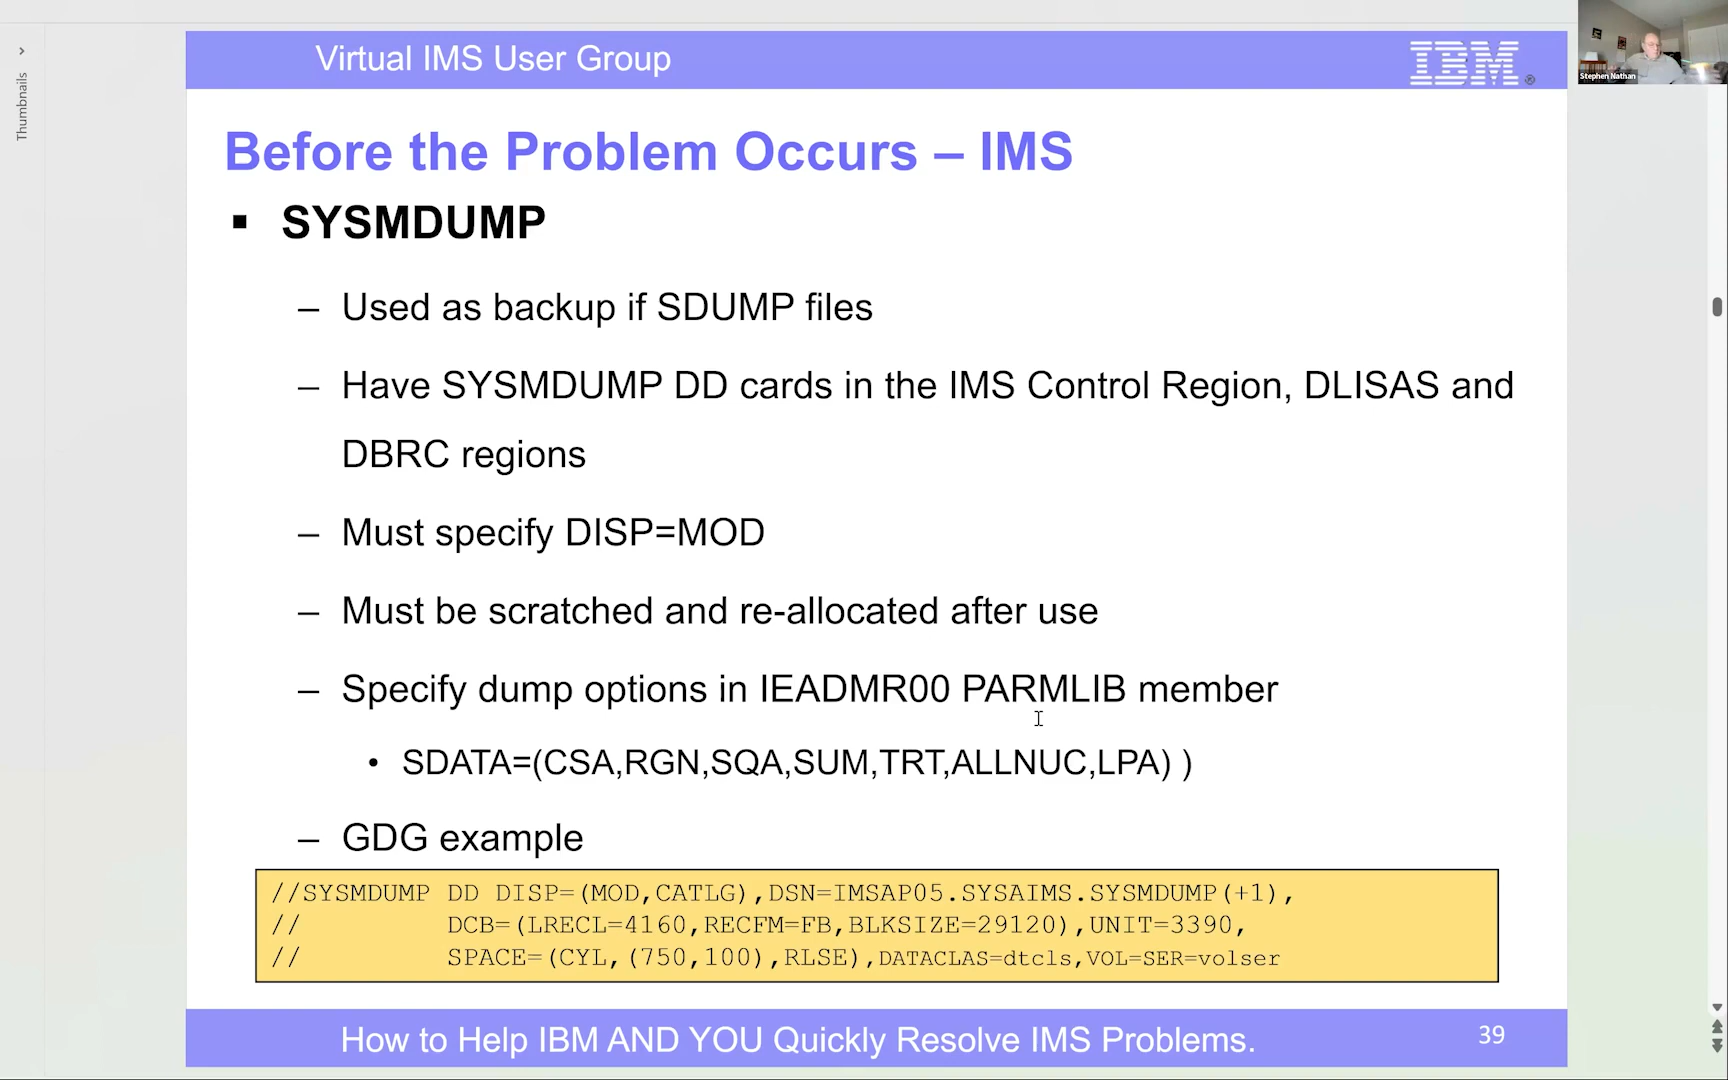 Thumbnails
Virtual IMS User Group
IBM ®
Stephen Nathan
Before the Problem Occurs – IMS
▪ SYSMDUMP
– Used as backup if SDUMP files
– Have SYSMDUMP DD cards in the IMS Control Region, DLISAS and
DBRC regions
– Must specify DISP=MOD
– Must be scratched and re-allocated after use
– Specify dump options in IEADMR00 PARMLIB member
• SDATA=(CSA,RGN,SQA,SUM,TRT,ALLNUC,LPA) )
– GDG example
//SYSMDUMP DD DISP=(MOD,CATLG),DSN=IMSAP05.SYSAIMS.SYSMDUMP(+1),
// DCB=(LRECL=4160,RECFM=FB,BLKSIZE=29120),UNIT=3390,
// SPACE=(CYL,(750,100),RLSE),DATACLAS=dtcls,VOL=SER=volser
How to Help IBM AND YOU Quickly Resolve IMS Problems.
39